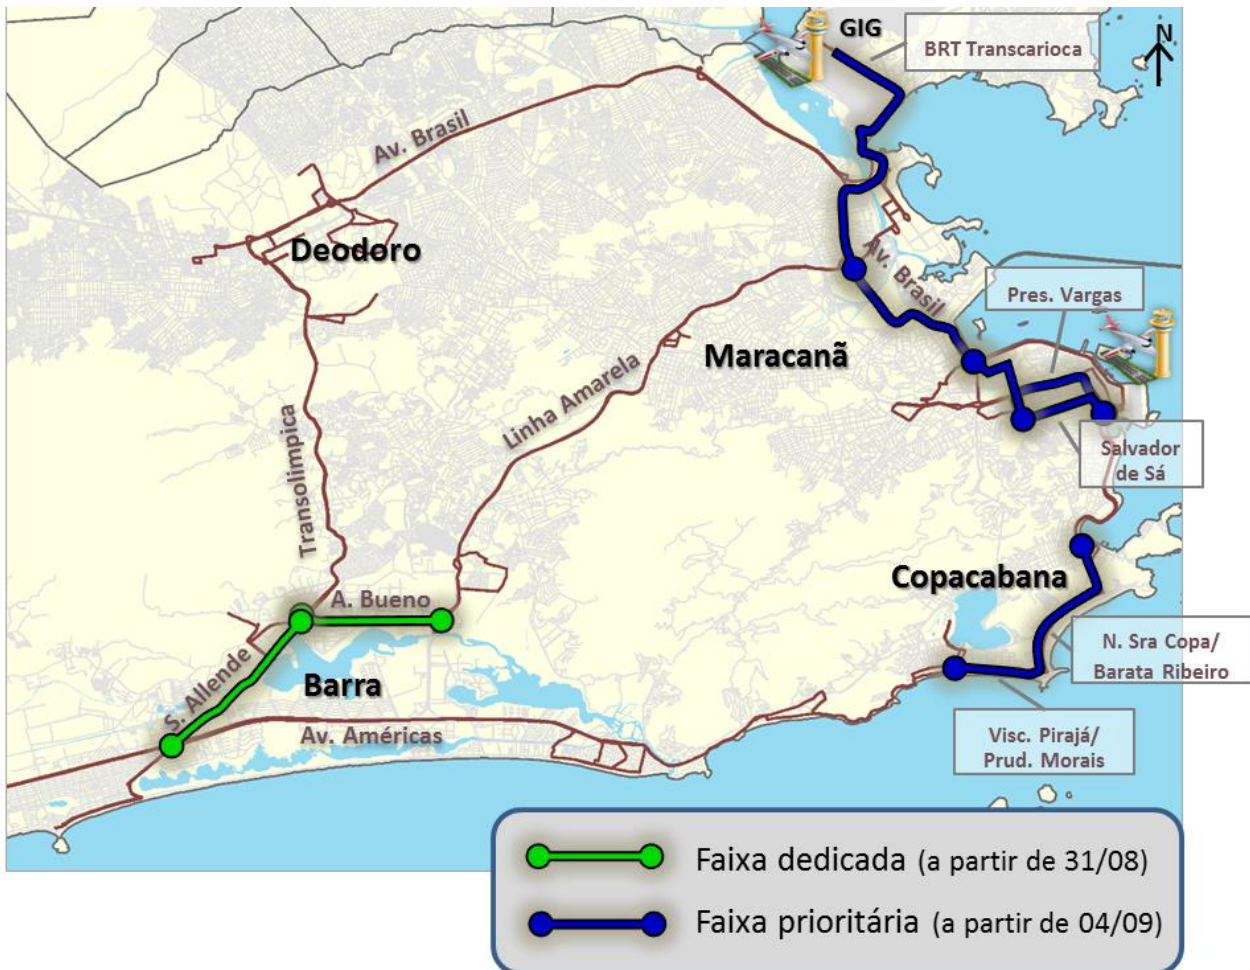 GIG
BRT Transcarioca
N
Av. Brasil
Deodoro
Av. Brasil
Pres. Vargas
Maracanã
Linha Amarela
Salvador
de Sá
Transolimpica
Copacabana
A. Bueno
N. Sra Copa/
Barata Ribeiro
S. Allende
Barra
Av. Américas
Visc. Pirajá/
Prud. Morais
Faixa dedicada (a partir de 31/08)
Faixa prioritária (a partir de 04/09)